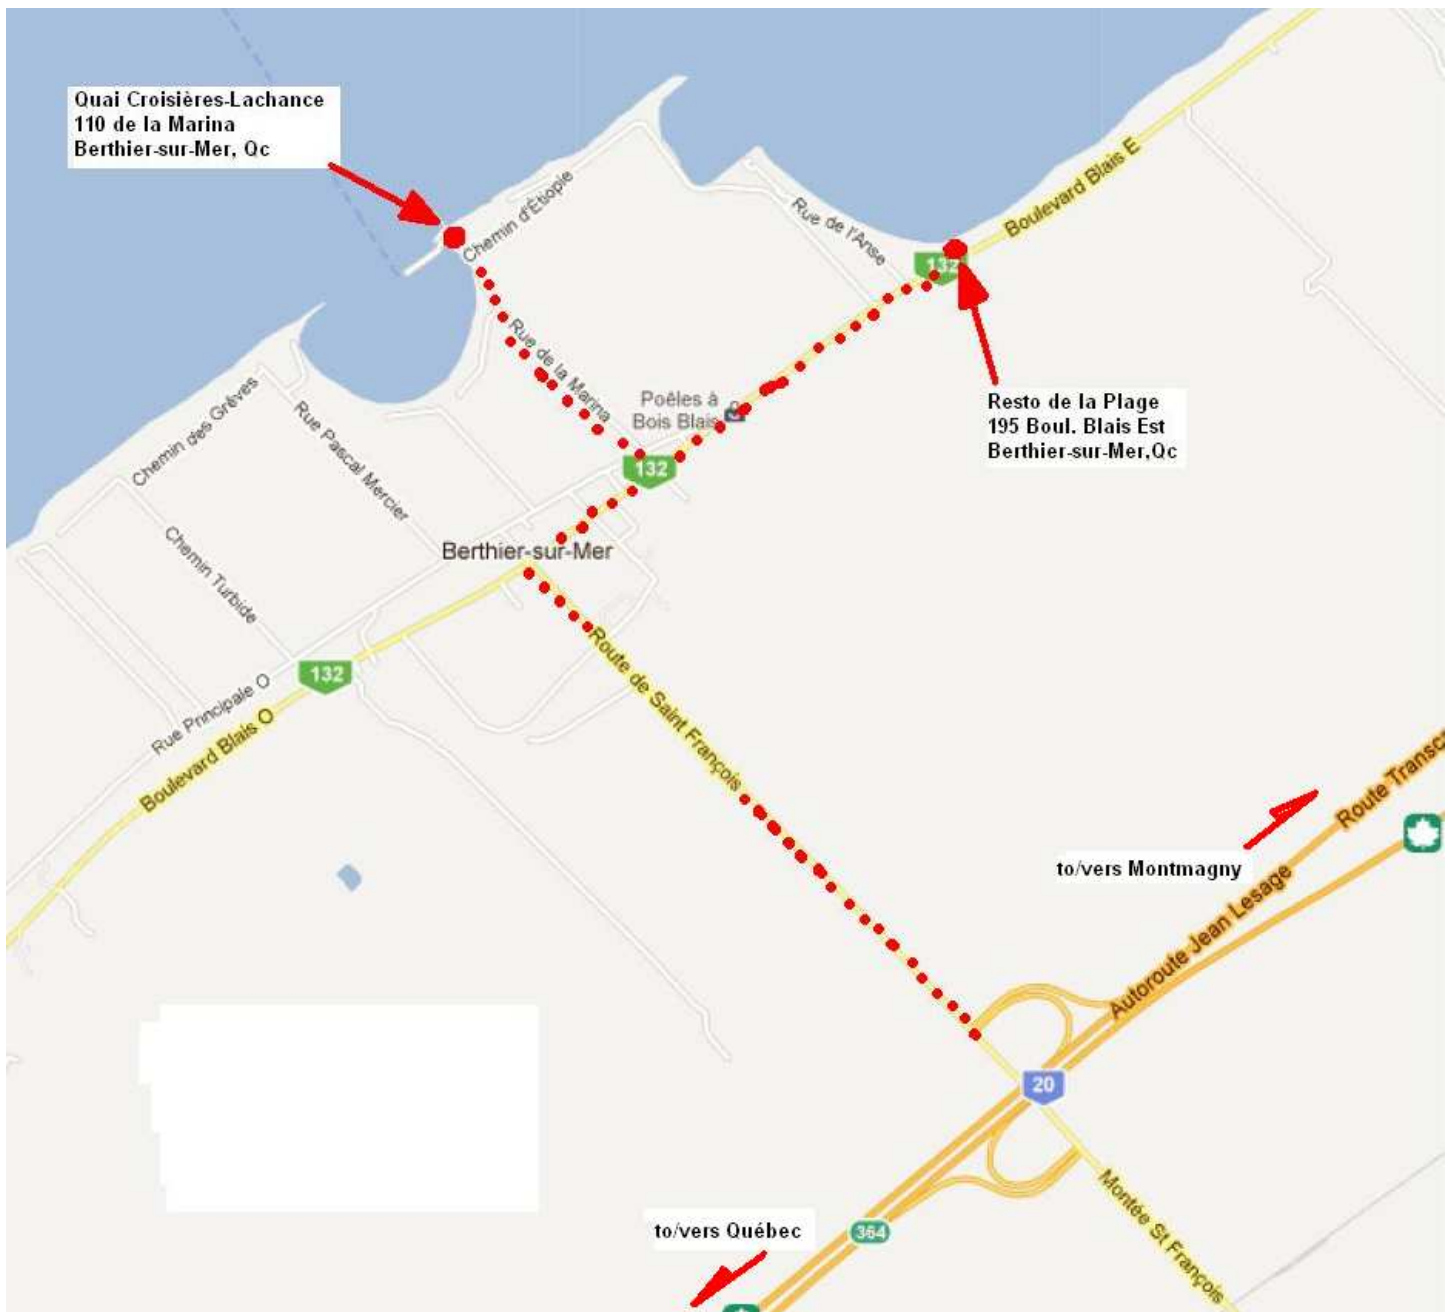 Quai Croisières-Lachance
110 de la Marina
Berthier-sur-Mer, Qc
Chemin d'Étiopie
Rue de l'Anse
Boulevard Blais E
132
Rue de la Marina
Poêles à
Bois Blais
Resto de la Plage
195 Boul. Blais Est
Berthier-sur-Mer,Qc
Chemin des Grêves
Rue Pascal Mercier
132
Chemin Turbide
Berthier-sur-Mer
132
Rue Principale O
Boulevard Blais O
Route de Saint François
Route
to/vers Montmagny
Autoroute Jean Lesage
20
Montée St François
364
to/vers Québec